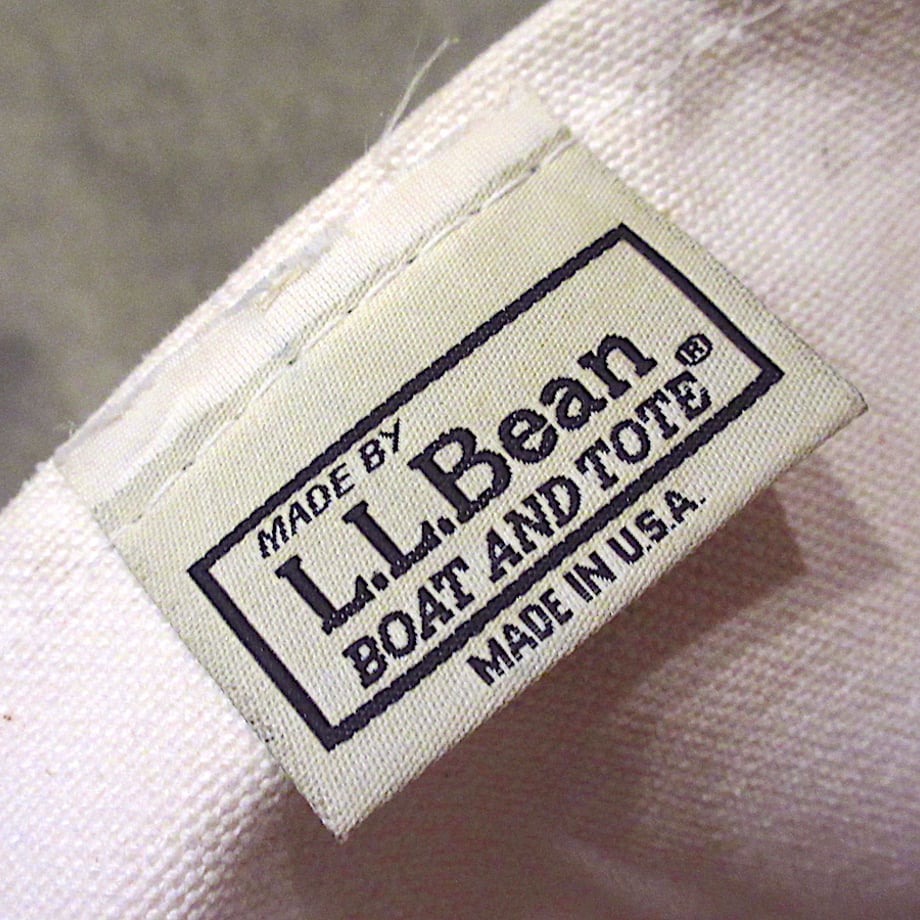 MADE BY
L.L.Bean
BOAT AND TOTE®
MADE IN U.S.A.